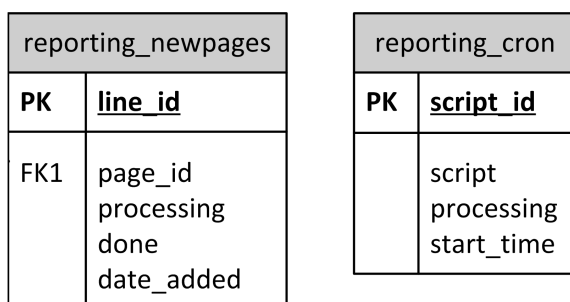 reporting_newpages
PK line_id
FK1 page_id
processing
done
date_added
reporting_cron
PK script_id
script
processing
start_time